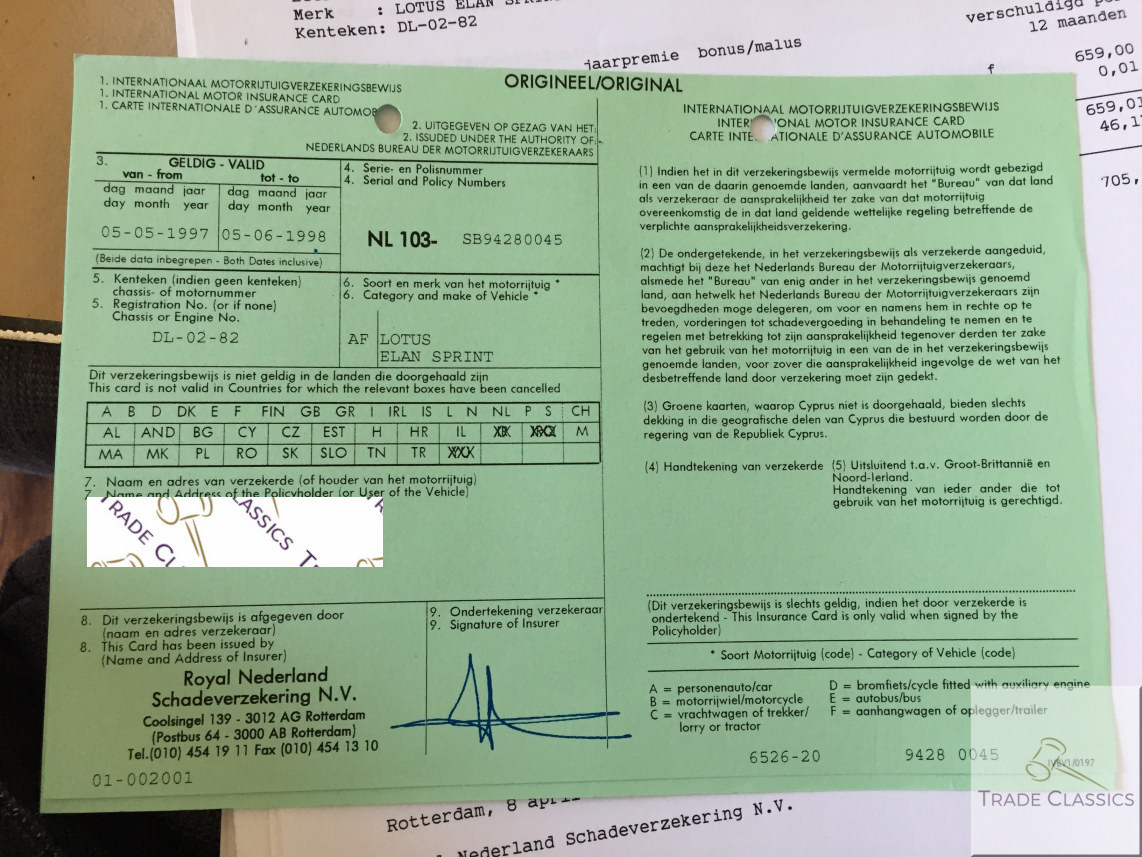 Merk : LOTUS ELAN SPRIN
Kenteken: DL-02-82
verschuldigd
12 maanden
jaarpremie bonus/malus
f 659,00
0,01
659,01
46,1
705,
1. INTERNATIONAAL MOTORRIJTUIGVERZEKERINGSBEWIJS
1. INTERNATIONAL MOTOR INSURANCE CARD
1. CARTE INTERNATIONALE D'ASSURANCE AUTOMOB
ORIGINEEL/ORIGINAL
2. UITGEGEVEN OP GEZAG VAN HET:
2. ISSUDED UNDER THE AUTHORITY OF:
NEDERLANDS BUREAU DER MOTORRIJTUIGVERZEKERAARS
3. GELDIG - VALID
van - from tot - to
dag maand jaar dag maand jaar
day month year day month year
05-05-1997 05-06-1998
(Beide data inbegrepen - Both Dates inclusive)
4. Serie- en Polisnummer
4. Serial and Policy Numbers
NL 103- SB94280045
5. Kenteken (indien geen kenteken)
chassis- of motornummer
5. Registration No. (or if none)
Chassis or Engine No.
DL-02-82
6. Soort en merk van het motorrijtuig *
6. Category and make of Vehicle *
AF LOTUS
ELAN SPRINT
Dit verzekeringsbewijs is niet geldig in de landen die doorgehaald zijn
This card is not valid in Countries for which the relevant boxes have been cancelled
A B D DK E F FIN GB GR I IRL IS L N NL P S CH
AL AND BG CY CZ EST H HR IL M
MA MK PL RO SK SLO TN TR
7. Naam en adres van verzekerde (of houder van het motorrijtuig)
7. Name and Address of the Policyholder (or User of the Vehicle)
TRADE CL
LASSICS T
8. Dit verzekeringsbewijs is afgegeven door
(naam en adres verzekeraar)
8. This Card has been issued by
(Name and Address of Insurer)
Royal Nederland
Schadeverzekering N.V.
Coolsingel 139 - 3012 AG Rotterdam
(Postbus 64 - 3000 AB Rotterdam)
Tel.(010) 454 19 11 Fax (010) 454 13 10
01-002001
9. Ondertekening verzekeraar
9. Signature of Insurer
INTERNATIONAAL MOTORRIJTUIGVERZEKERINGSBEWIJS
INTER IONAL MOTOR INSURANCE CARD
CARTE INTE ATIONALE D'ASSURANCE AUTOMOBILE
(1) Indien het in dit verzekeringsbewijs vermelde motorrijtuig wordt gebezigd
in een van de daarin genoemde landen, aanvaardt het "Bureau" van dat land
als verzekeraar de aansprakelijkheid ter zake van dat motorrijtuig
overeenkomstig de in dat land geldende wettelijke regeling betreffende de
verplichte aansprakelijkheidsverzekering.
(2) De ondergetekende, in het verzekeringsbewijs als verzekerde aangeduid,
machtigt bij deze het Nederlands Bureau der Motorrijtuigverzekeraars,
alsmede het "Bureau" van enig ander in het verzekeringsbewijs genoemd
land, aan hetwelk het Nederlands Bureau der Motorrijtuigverzekeraars zijn
bevoegdheden moge delegeren, om voor en namens hem in rechte op te
treden, vorderingen tot schadevergoeding in behandeling te nemen en te
regelen met betrekking tot zijn aansprakelijkheid tegenover derden ter zake
van het gebruik van het motorrijtuig in een van de in het verzekeringsbewijs
genoemde landen, voor zover die aansprakelijkheid ingevolge de wet van het
desbetreffende land door verzekering moet zijn gedekt.
(3) Groene kaarten, waarop Cyprus niet is doorgehaald, bieden slechts
dekking in die geografische delen van Cyprus die bestuurd worden door de
regering van de Republiek Cyprus.
(4) Handtekening van verzekerde
(5) Uitsluitend t.a.v. Groot-Brittannië en
Noord-Ierland.
Handtekening van ieder ander die tot
gebruik van het motorrijtuig is gerechtigd.
(Dit verzekeringsbewijs is slechts geldig, indien het door verzekerde is
ondertekend - This Insurance Card is only valid when signed by the
Policyholder)
* Soort Motorrijtuig (code) - Category of Vehicle (code)
A = personenauto/car
B = motorrijwiel/motorcycle
C = vrachtwagen of trekker/
lorry or tractor
D = bromfiets/cycle fitted with auxiliary engine
E = autobus/bus
F = aanhangwagen of oplegger/trailer
6526-20 9428 0045
IVEV1/0197
TRADE CLASSICS
Rotterdam, 8 april
Nederland Schadeverzekering N.V.